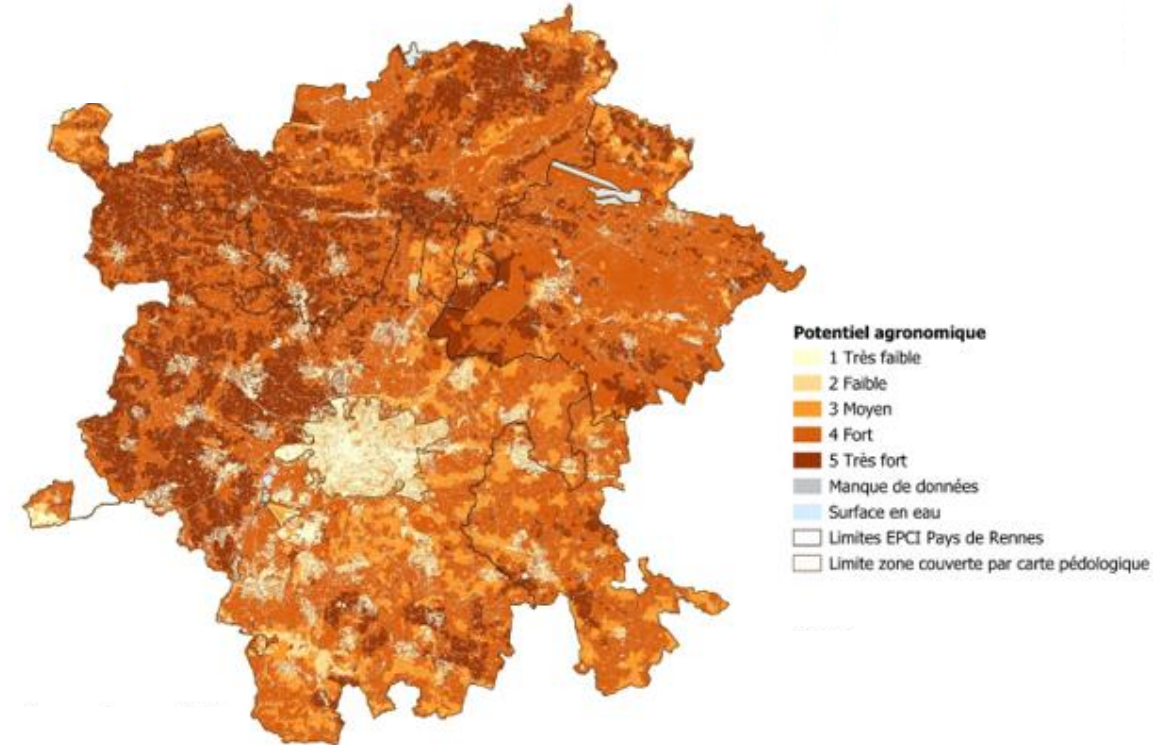 Potentiel agronomique
1 Très faible
2 Faible
3 Moyen
4 Fort
5 Très fort
Manque de données
Surface en eau
Limites EPCI Pays de Rennes
Limite zone couverte par carte pédologique